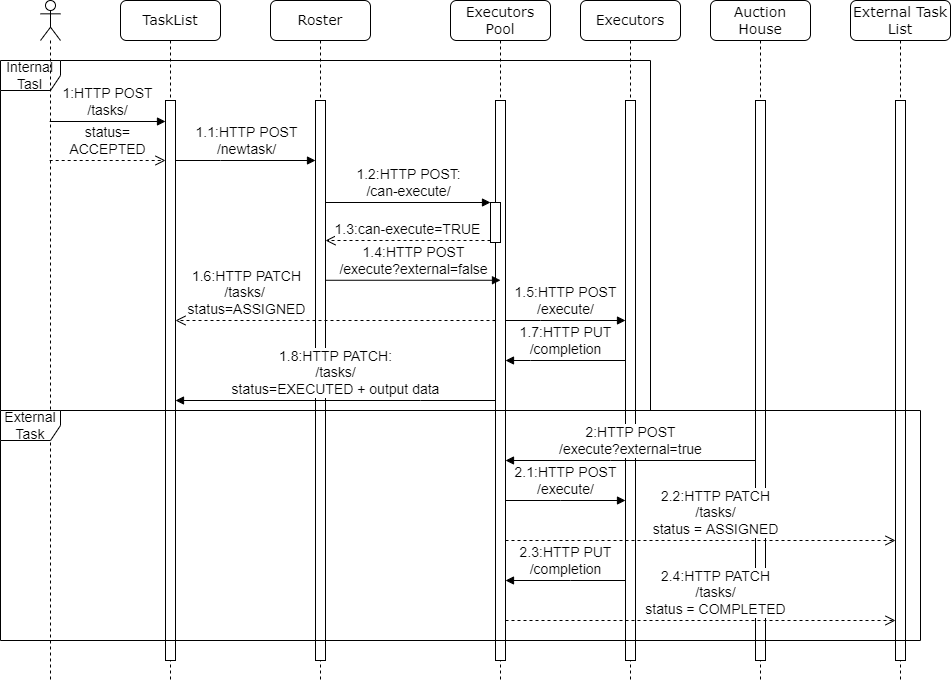 TaskList
Roster
Executors
Pool
Executors
Auction
House
External Task
List
Internal
Tasl
1:HTTP POST
/tasks/
status=
ACCEPTED
1.1:HTTP POST
/newtask/
1.2:HTTP POST:
/can-execute/
1.3:can-execute=TRUE
1.4:HTTP POST
/execute?external=false
1.6:HTTP PATCH
/tasks/
status=ASSIGNED
1.5:HTTP POST
/execute/
1.7:HTTP PUT
/completion
1.8:HTTP PATCH:
/tasks/
status=EXECUTED + output data
External
Task
2:HTTP POST
/execute?external=true
2.1:HTTP POST
/execute/
2.2:HTTP PATCH
/tasks/
status = ASSIGNED
2.3:HTTP PUT
/completion
2.4:HTTP PATCH
/tasks/
status = COMPLETED